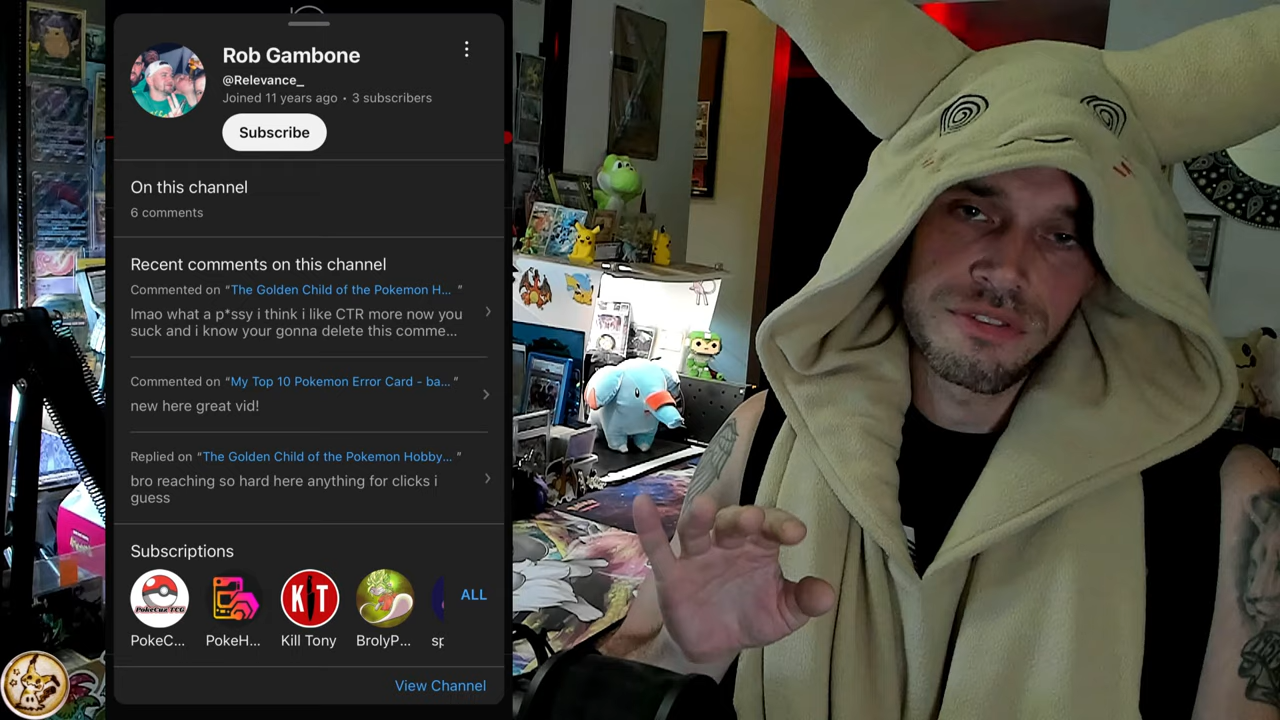 Rob Gambone
@Relevance_
Joined 11 years ago • 3 subscribers
Subscribe
On this channel
6 comments
Recent comments on this channel
Commented on “The Golden Child of the Pokemon H... ”
lmao what a p*ssy i think i like CTR more now you
suck and i know your gonna delete this comme...
Commented on “My Top 10 Pokemon Error Card - ba... ”
new here great vid!
Replied on “The Golden Child of the Pokemon Hobby... ”
bro reaching so hard here anything for clicks i
guess
Subscriptions
PokeCuz TCG
KT
ALL
PokeC...
PokeH...
Kill Tony
BrolyP...
sp
View Channel